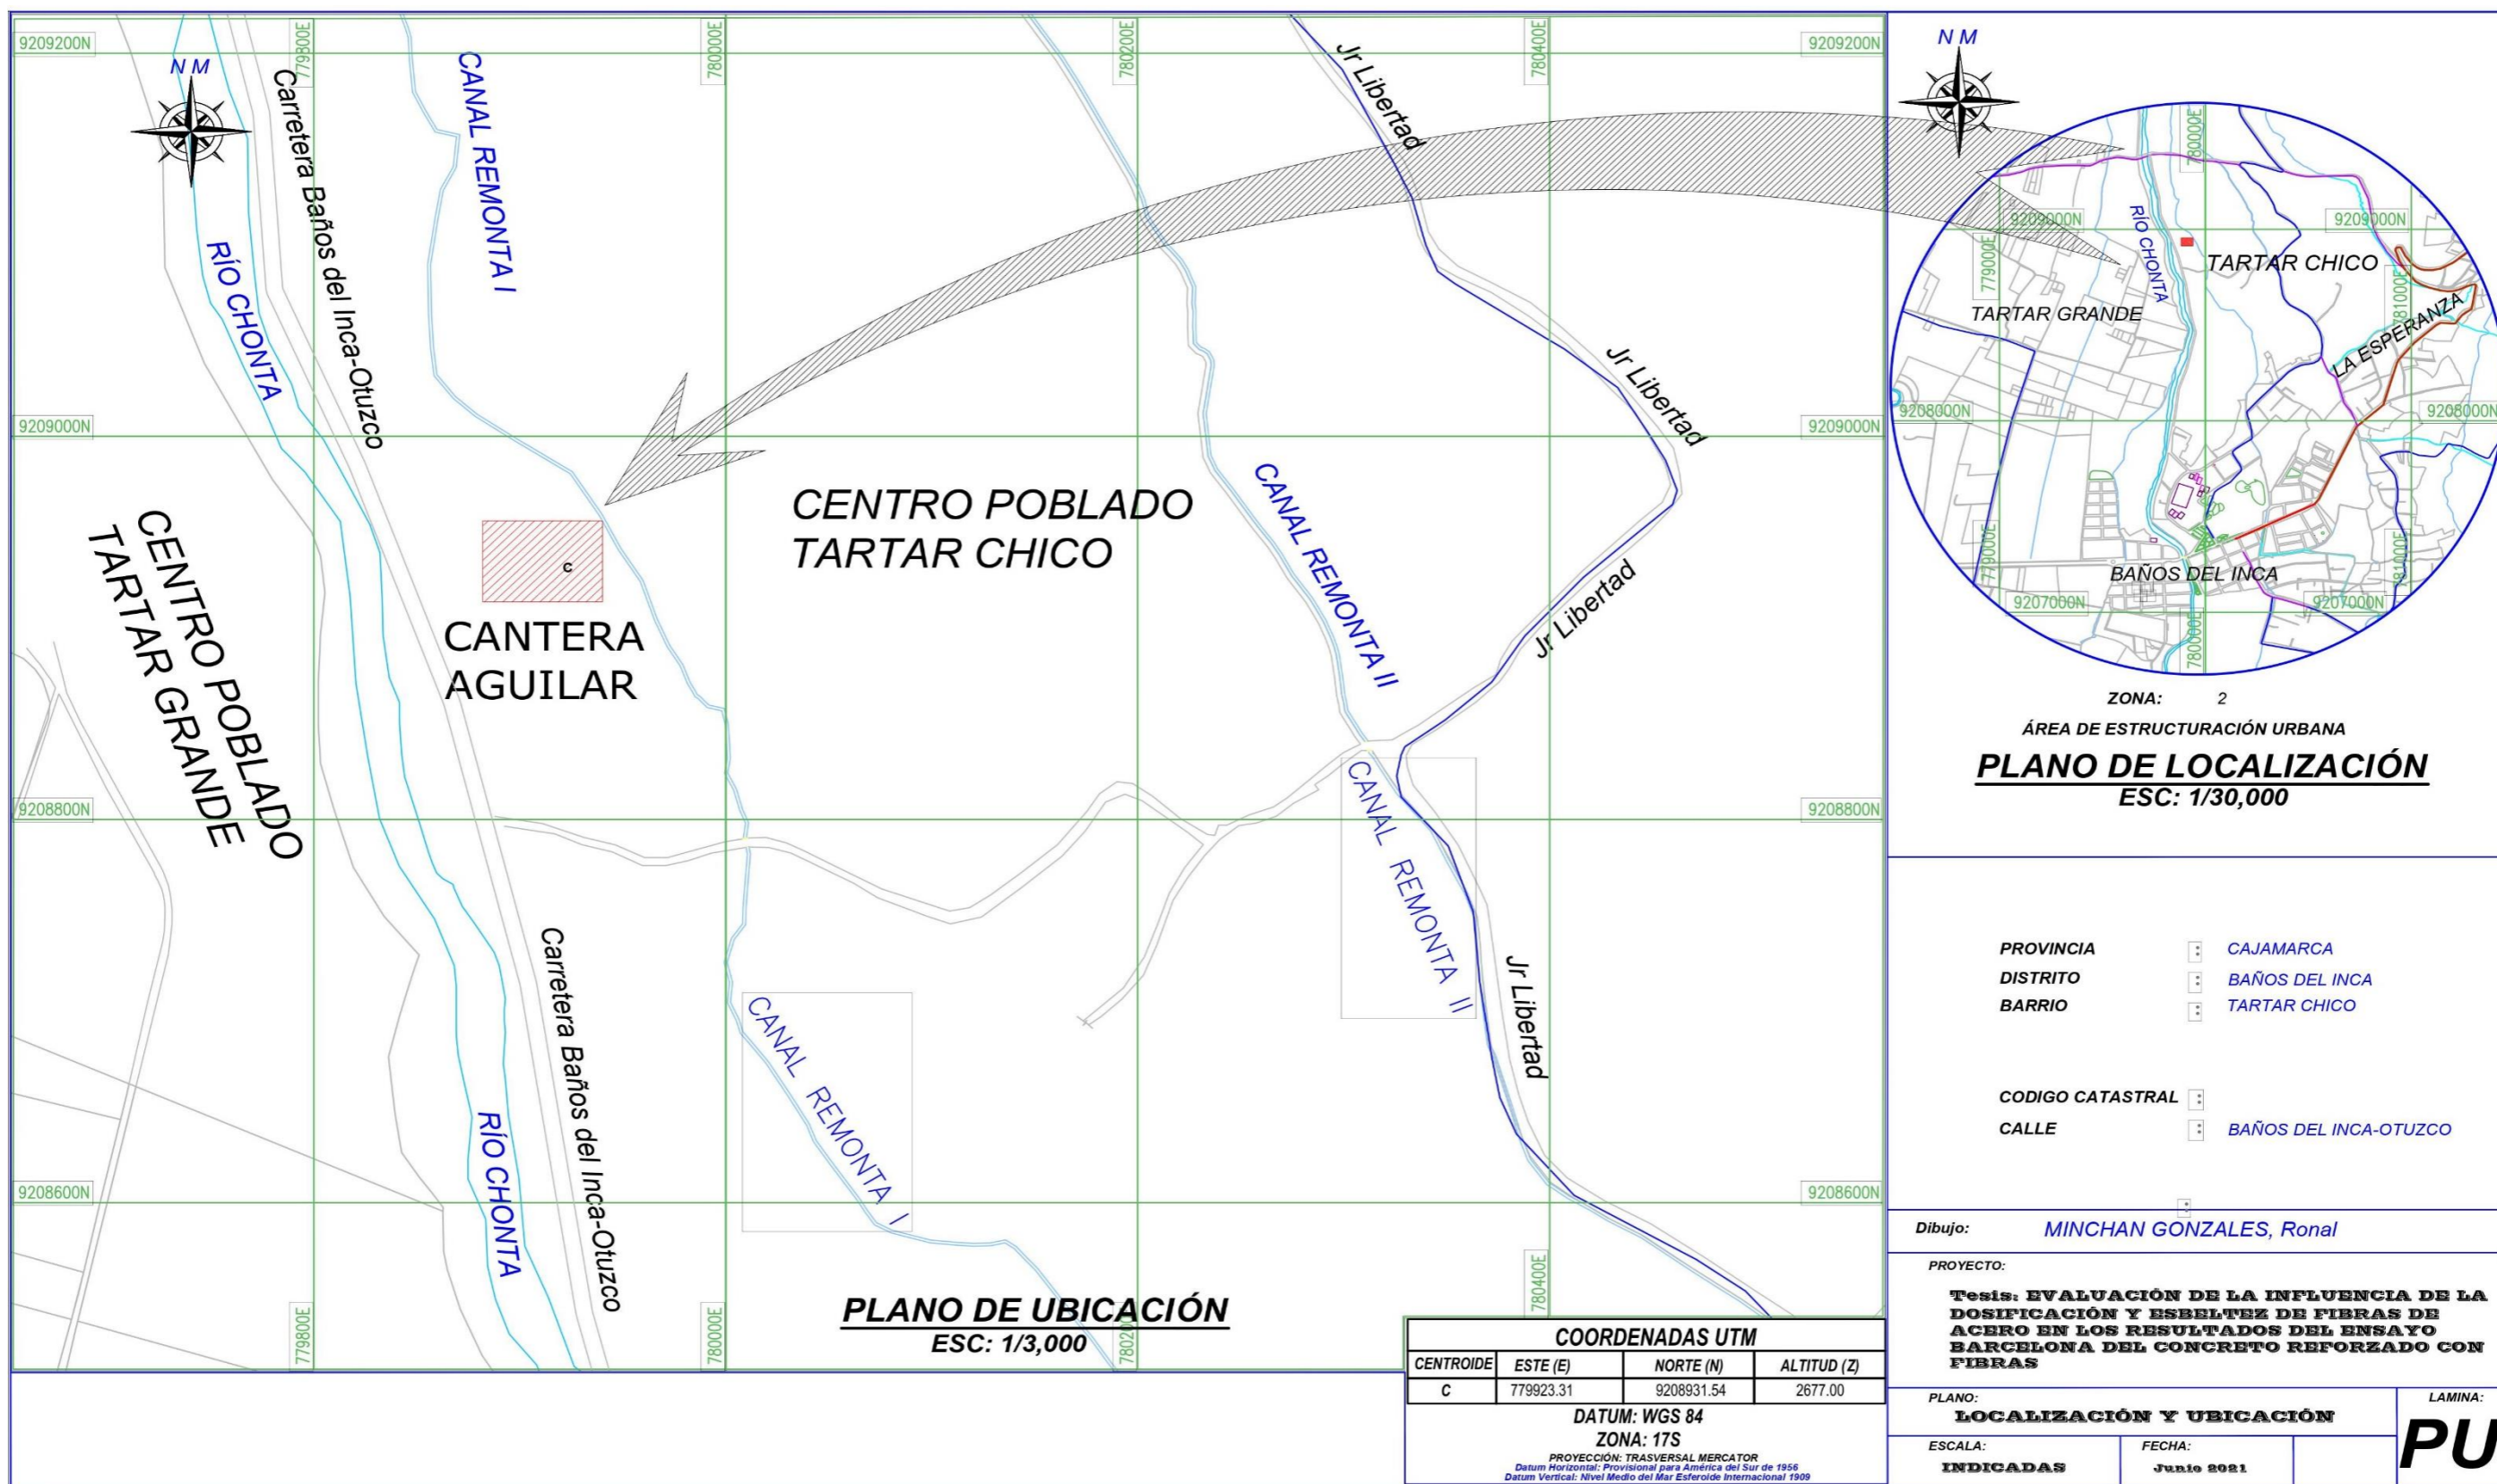 9209200N
779800E
780000E
780200E
780400E
9209200N
N M
CANAL REMONTA I
Carretera Baños del Inca-Otuzco
RÍO CHONTA
Jr Libertad
Jr Libertad
9209000N
9209000N
CENTRO POBLADO
TARTAR CHICO
CANAL REMONTA II
CENTRO POBLADO
TARTAR GRANDE
C
CANTERA
AGUILAR
Jr Libertad
CANAL REMONTA II
9208800N
9208800N
Carretera Baños del Inca-Otuzco
Jr Libertad
CANAL REMONTA I
RÍO CHONTA
9208600N
9208600N
779800E
780000E
780200E
780400E
PLANO DE UBICACIÓN
ESC: 1/3,000
COORDENADAS UTM
CENTROIDE ESTE (E) NORTE (N) ALTITUD (Z)
C 779923.31 9208931.54 2677.00
DATUM: WGS 84
ZONA: 17S
PROYECCIÓN: TRASVERSAL MERCATOR
Datum Horizontal: Provisional para América del Sur de 1956
Datum Vertical: Nivel Medio del Mar Esferoide Internacional 1909
N M
780000E
9209000N
9209000N
779000E
RÍO CHONTA
TARTAR CHICO
781000E
TARTAR GRANDE
LA ESPERANZA
9208000N
9208000N
779000E
781000E
BAÑOS DEL INCA
9207000N
9207000N
780000E
ZONA: 2
ÁREA DE ESTRUCTURACIÓN URBANA
PLANO DE LOCALIZACIÓN
ESC: 1/30,000
PROVINCIA : CAJAMARCA
DISTRITO : BAÑOS DEL INCA
BARRIO : TARTAR CHICO
CODIGO CATASTRAL :
CALLE : BAÑOS DEL INCA-OTUZCO
:
Dibujo: MINCHAN GONZALES, Ronal
PROYECTO:
Tesis: EVALUACIÓN DE LA INFLUENCIA DE LA
DOSIFICACIÓN Y ESBELTEZ DE FIBRAS DE
ACERO EN LOS RESULTADOS DEL ENSAYO
BARCELONA DEL CONCRETO REFORZADO CON
FIBRAS
PLANO:
LOCALIZACIÓN Y UBICACIÓN
LAMINA:
PU
ESCALA:
INDICADAS
FECHA:
Junio 2021